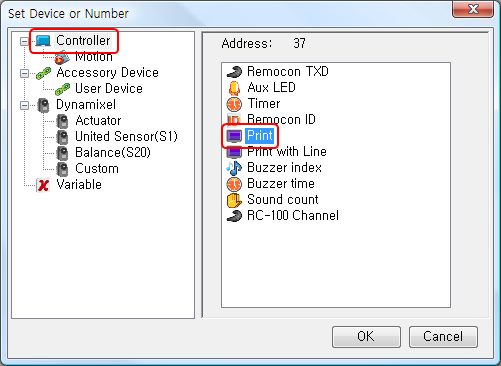 Set Device or Number
Controller
Motion
Accessory Device
User Device
Dynamixel
Actuator
United Sensor(S1)
Balance(S20)
Custom
Variable
Address: 37
Remocon TXD
Aux LED
Timer
Remocon ID
Print
Print with Line
Buzzer index
Buzzer time
Sound count
RC-100 Channel
OK
Cancel